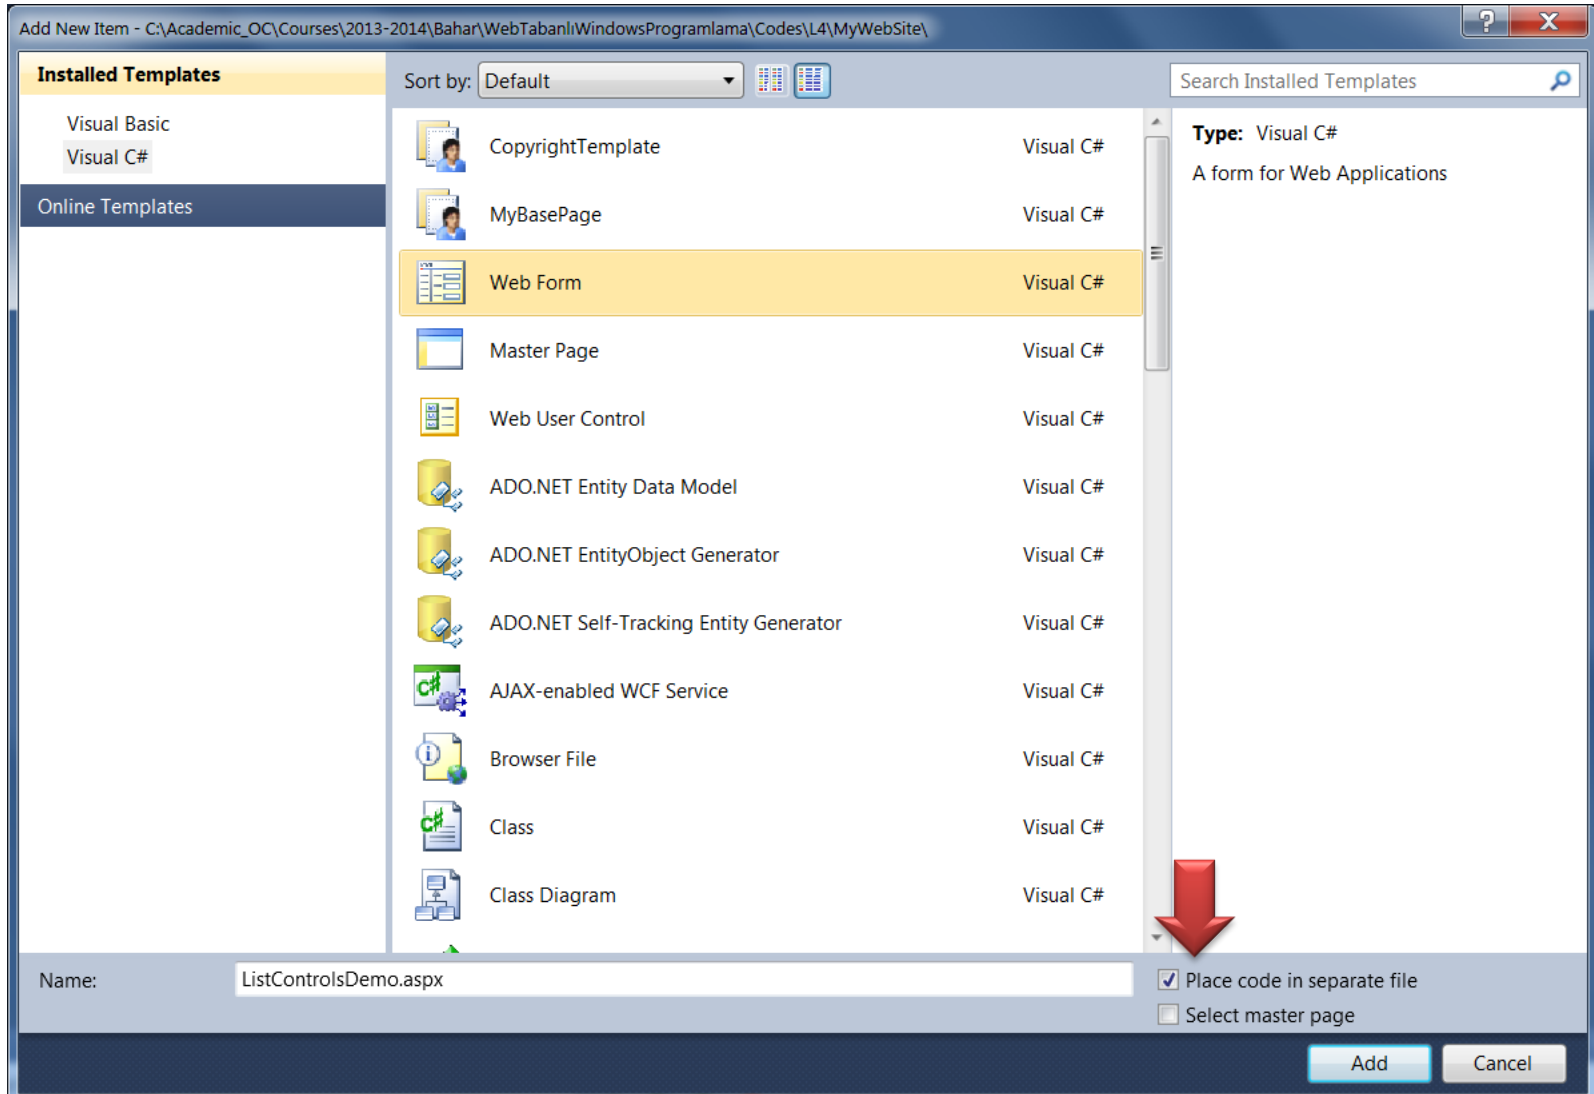 Add New Item - C:\Academic_OC\Courses\2013-2014\Bahar\WebTabanlıWindowsProgramlama\Codes\L4\MyWebSite\
Installed Templates
Visual Basic
Visual C#
Online Templates
Sort by: Default
Search Installed Templates
CopyrightTemplate Visual C#
MyBasePage Visual C#
Web Form Visual C#
Master Page Visual C#
Web User Control Visual C#
ADO.NET Entity Data Model Visual C#
ADO.NET EntityObject Generator Visual C#
ADO.NET Self-Tracking Entity Generator Visual C#
AJAX-enabled WCF Service Visual C#
Browser File Visual C#
Class Visual C#
Class Diagram Visual C#
Type: Visual C#
A form for Web Applications
Name: ListControlsDemo.aspx
Place code in separate file
Select master page
Add Cancel